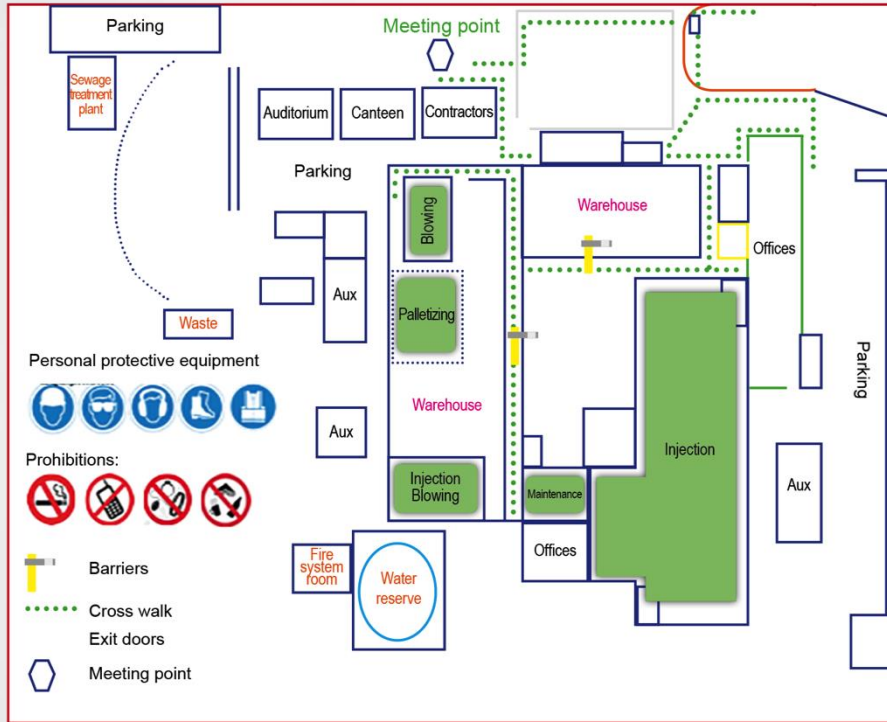 Parking
Meeting point
Sewage
treatment
plant
Auditorium
Canteen
Contractors
Parking
Blowing
Warehouse
Offices
Aux
Palletizing
Waste
Parking
Personal protective equipment
Warehouse
Aux
Injection
Prohibitions:
Injection
Blowing
Maintenance
Aux
Offices
Fire
system
room
Water
reserve
Barriers
Cross walk
Exit doors
Meeting point